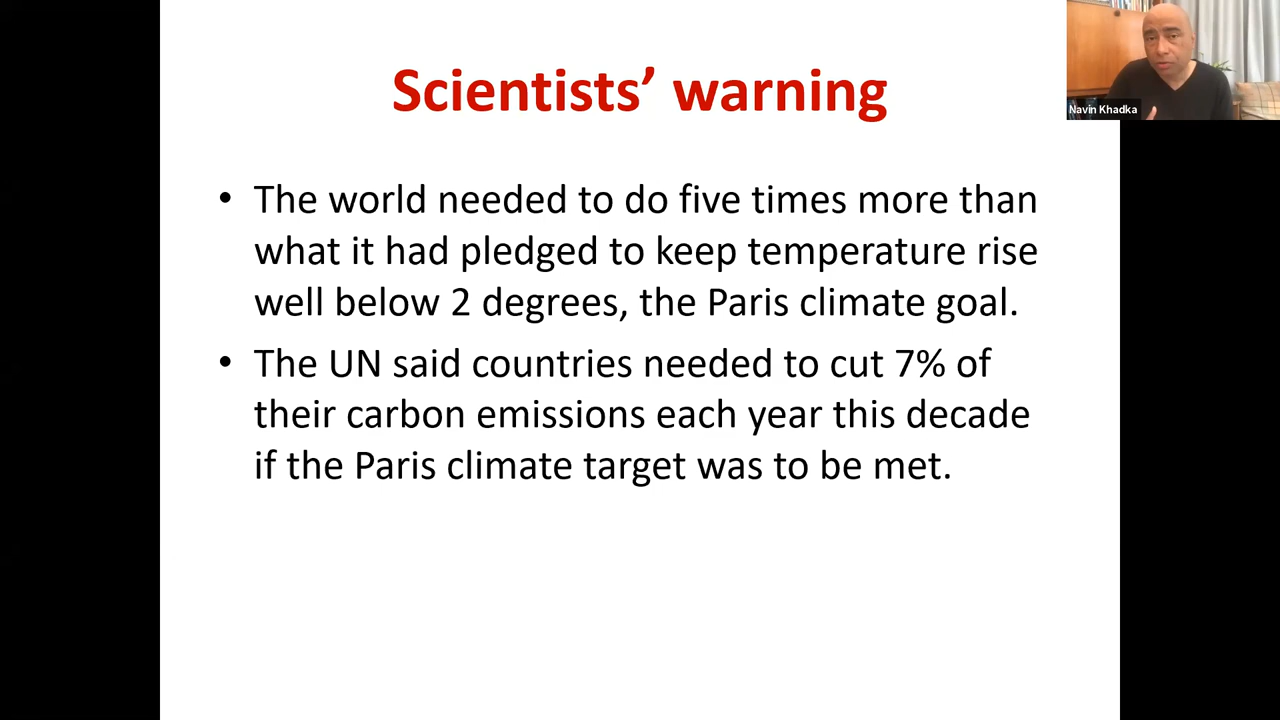 Scientists’ warning
Navin Khadka
• The world needed to do five times more than
what it had pledged to keep temperature rise
well below 2 degrees, the Paris climate goal.
• The UN said countries needed to cut 7% of
their carbon emissions each year this decade
if the Paris climate target was to be met.